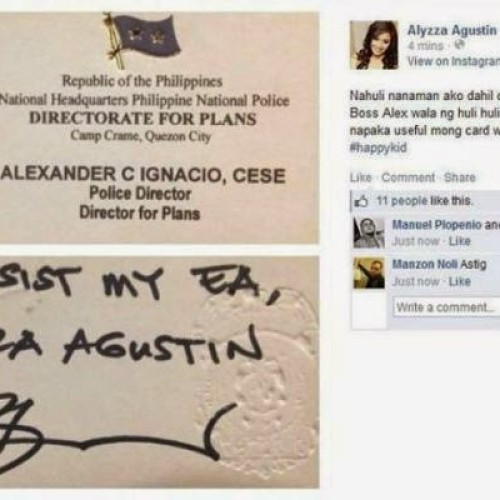 Republic of the Philippines
National Headquarters Philippine National Police
DIRECTORATE FOR PLANS
Camp Crame, Quezon City
ALEXANDER C IGNACIO, CESE
Police Director
Director for Plans
SIST MY EA,
AGUSTIN
Alyzza Agustin
4 mins
View on Instagram
Nahuli nanaman ako dahil
Boss Alex wala ng huli huli
napaka useful mong card
#happykid
Like · Comment · Share
11 people like this.
Manuel Plopenio and
Just now · Like
Manzon Noli Astig
Just now · Like
Write a comment...